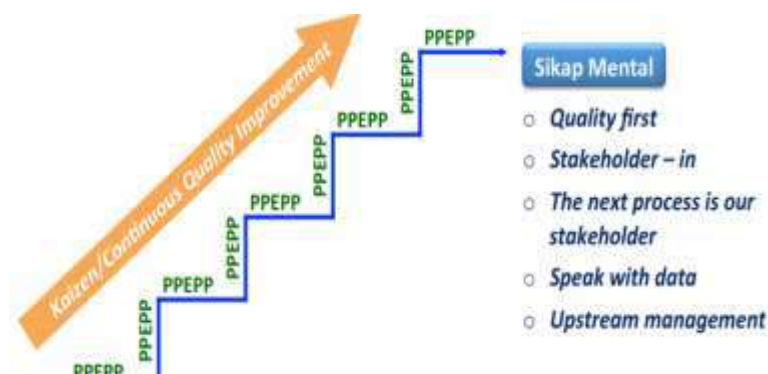 Kaizen/Continuous Quality Improvement
PPEPP
PPEPP
PPEPP
PPEPP
PPEPP
PPEPP
PPEPP
PPEPP
PPEPP
Sikap Mental
Quality first
Stakeholder – in
The next process is our
stakeholder
Speak with data
Upstream management